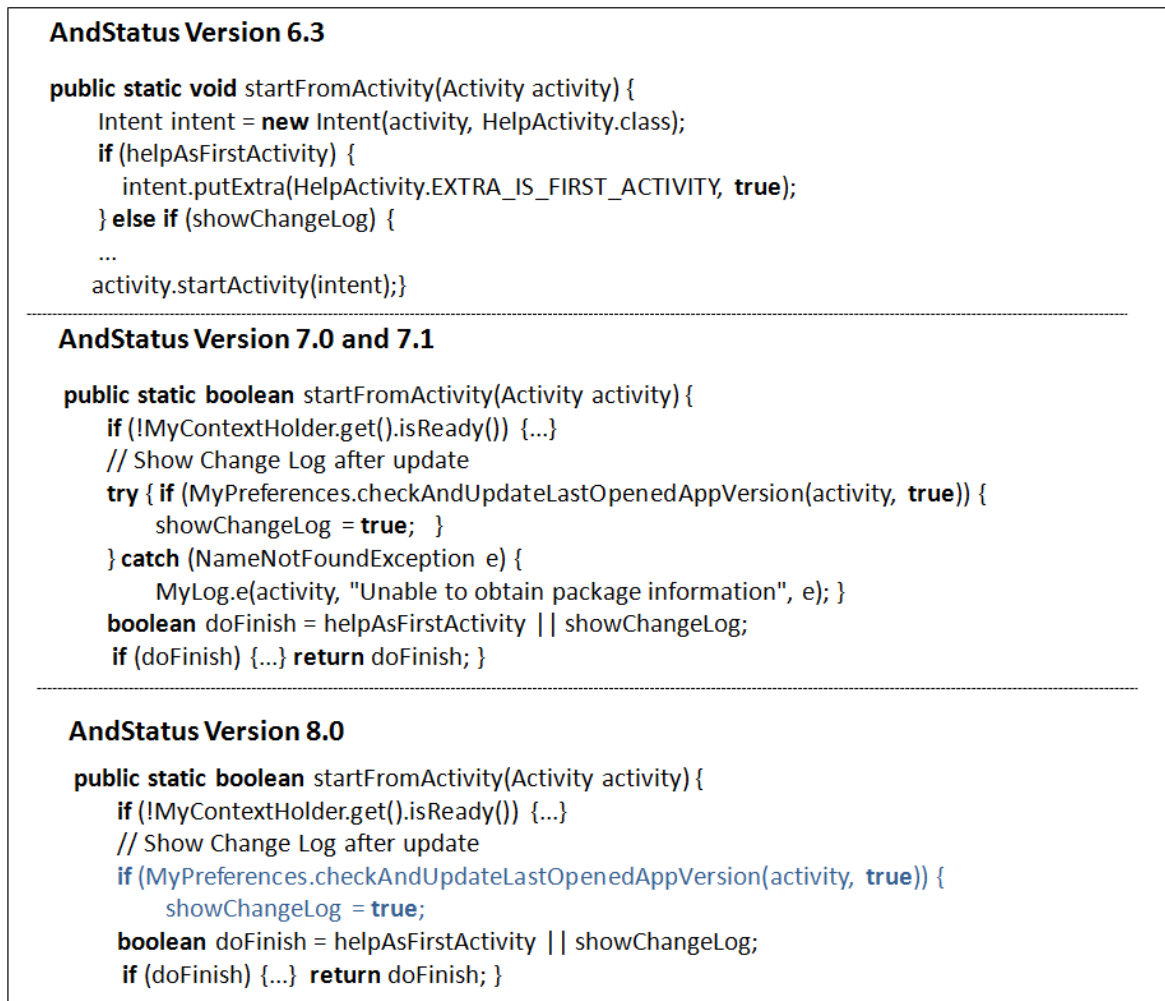 AndStatus Version 6.3
public static void startFromActivity(Activity activity) {
Intent intent = new Intent(activity, HelpActivity.class);
if (helpAsFirstActivity) {
intent.putExtra(HelpActivity.EXTRA_IS_FIRST_ACTIVITY, true);
} else if (showChangeLog) {
...
activity.startActivity(intent);}
AndStatus Version 7.0 and 7.1
public static boolean startFromActivity(Activity activity) {
if (!MyContextHolder.get().isReady()) {...}
// Show Change Log after update
try { if (MyPreferences.checkAndUpdateLastOpenedAppVersion(activity, true)) {
showChangeLog = true; }
} catch (NameNotFoundException e) {
MyLog.e(activity, "Unable to obtain package information", e); }
boolean doFinish = helpAsFirstActivity || showChangeLog;
if (doFinish) {...} return doFinish; }
AndStatus Version 8.0
public static boolean startFromActivity(Activity activity) {
if (!MyContextHolder.get().isReady()) {...}
// Show Change Log after update
if (MyPreferences.checkAndUpdateLastOpenedAppVersion(activity, true)) {
showChangeLog = true;
boolean doFinish = helpAsFirstActivity || showChangeLog;
if (doFinish) {...} return doFinish; }